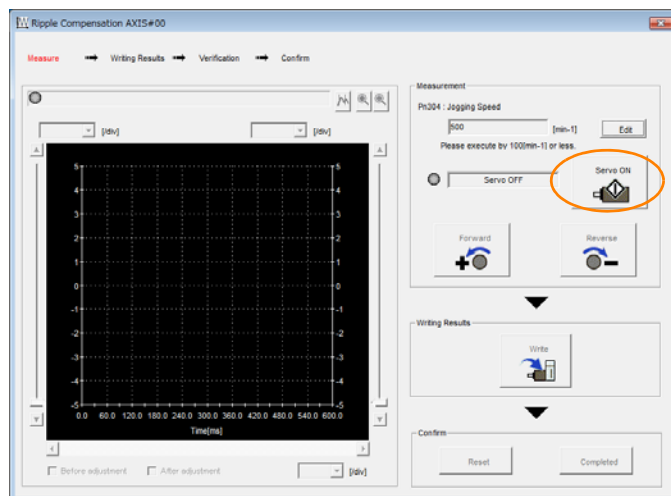 Ripple Compensation AXIS#00
Measure Writing Results Verification Confirm
[/div] [/div]
5 5
4 4
3 3
2 2
1 1
0 0
-1 -1
-2 -2
-3 -3
-4 -4
-5 -5
0.0 60.0 120.0 180.0 240.0 300.0 360.0 420.0 480.0 540.0 600.0
Time[ms]
Before adjustment After adjustment [/div]
Measurement
Pn304 : Jogging Speed
500 [min-1] Edit
Please execute by 100[min-1] or less.
Servo OFF Servo ON
Forward Reverse
Writing Results
Write
Confirm
Reset Completed